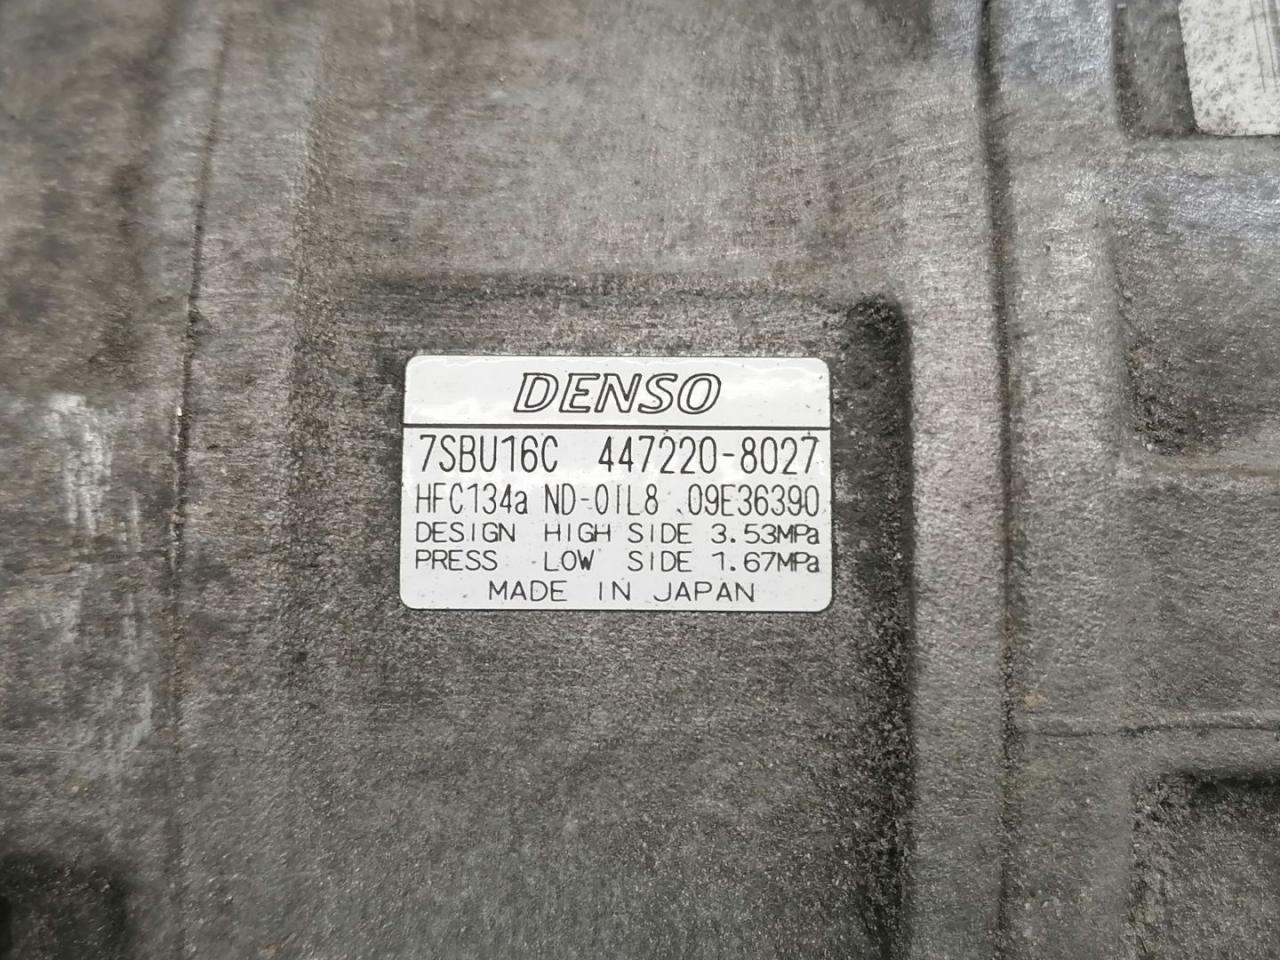 DENSO
7SBU16C 447220-8027
HFC134a ND-OIL8 09E36390
DESIGN HIGH SIDE 3.53MPa
PRESS LOW SIDE 1.67MPa
MADE IN JAPAN